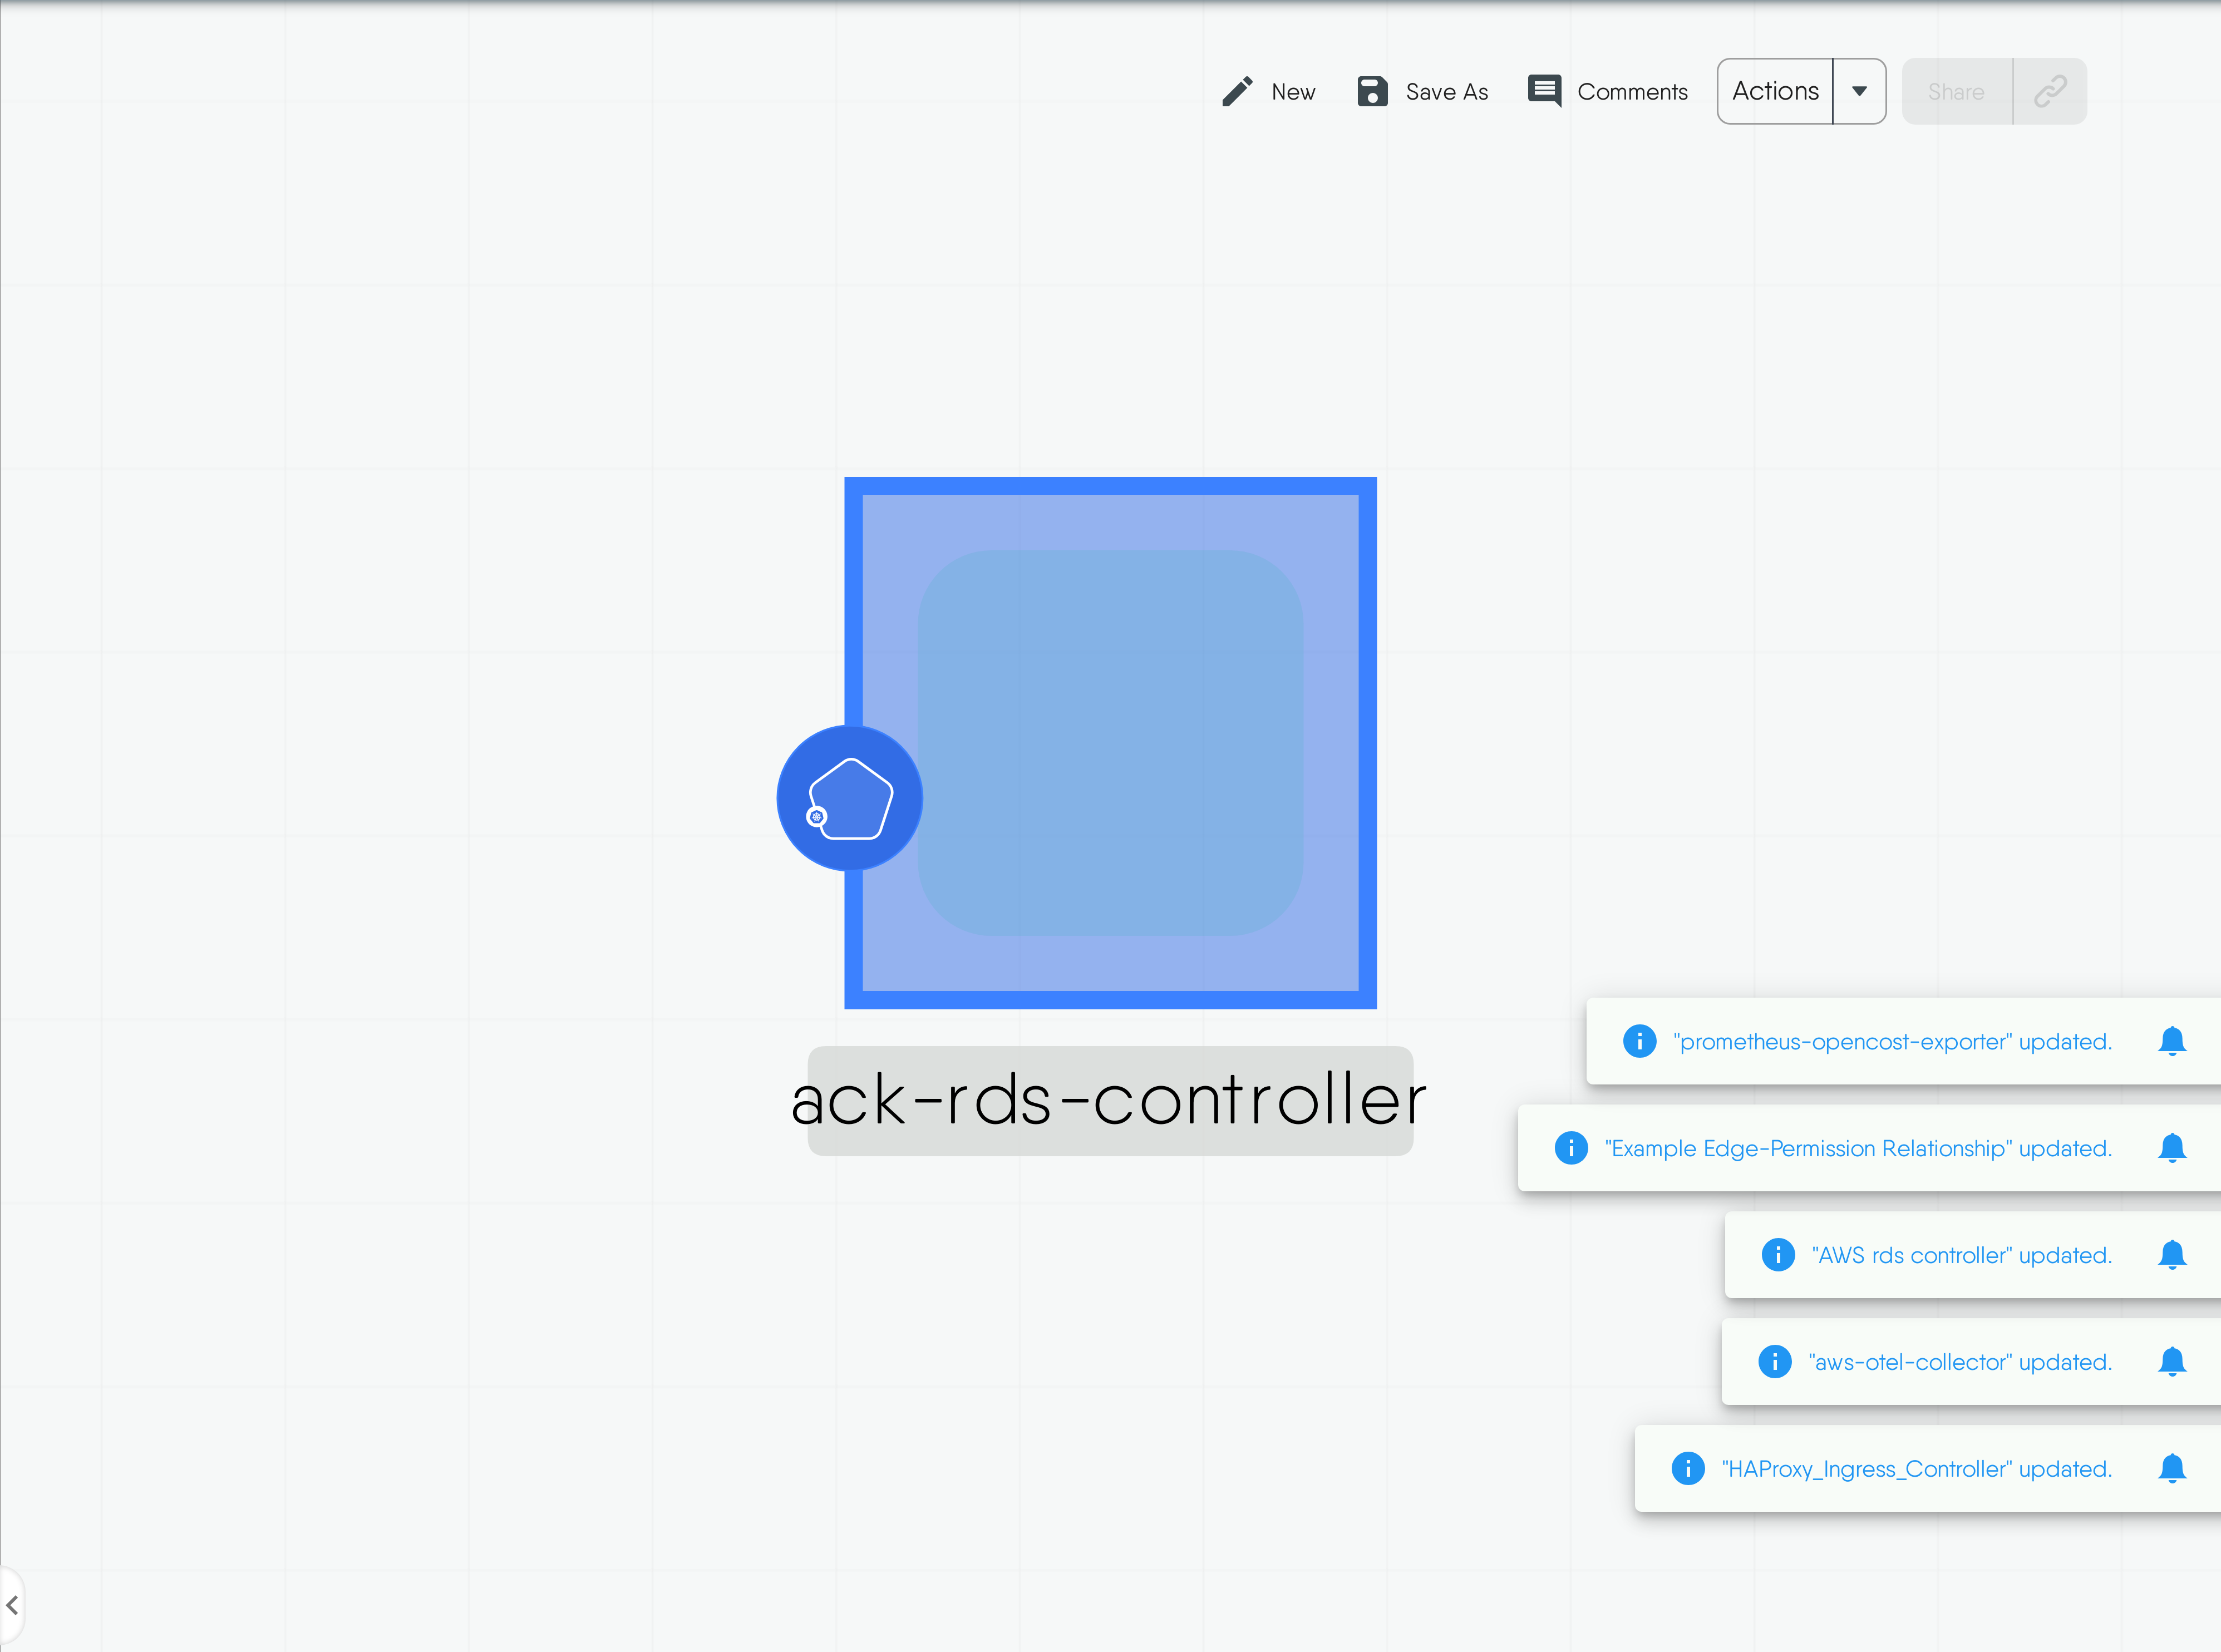 New
Save As
Comments
Actions
Share
ack-rds-controller
"prometheus-opencost-exporter" updated.
"Example Edge-Permission Relationship" updated.
"AWS rds controller" updated.
"aws-otel-collector" updated.
"HAProxy_Ingress_Controller" updated.